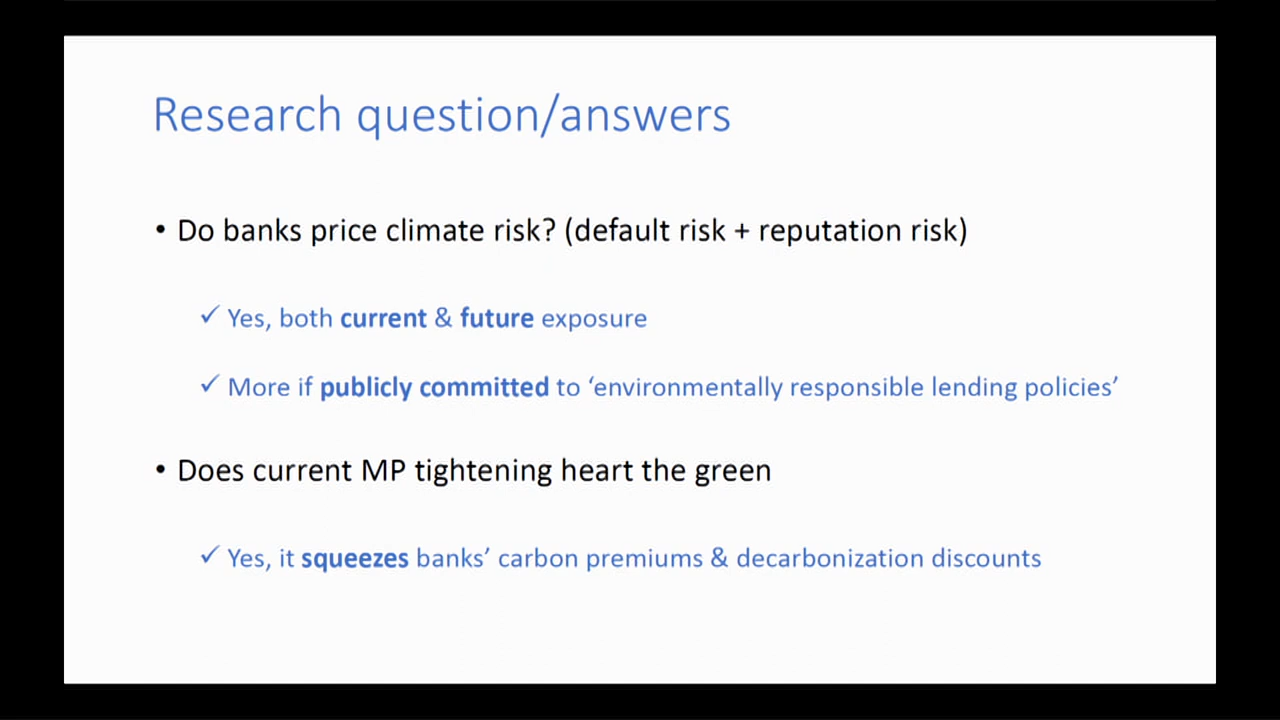 Research question/answers
• Do banks price climate risk? (default risk + reputation risk)
✓ Yes, both current & future exposure
✓ More if publicly committed to ‘environmentally responsible lending policies’
• Does current MP tightening heart the green
✓ Yes, it squeezes banks’ carbon premiums & decarbonization discounts